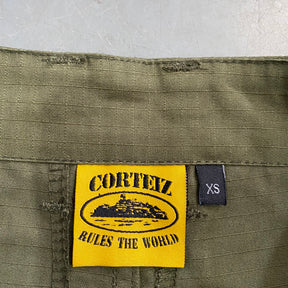 CORTEIZ
RULES THE WORLD
XS